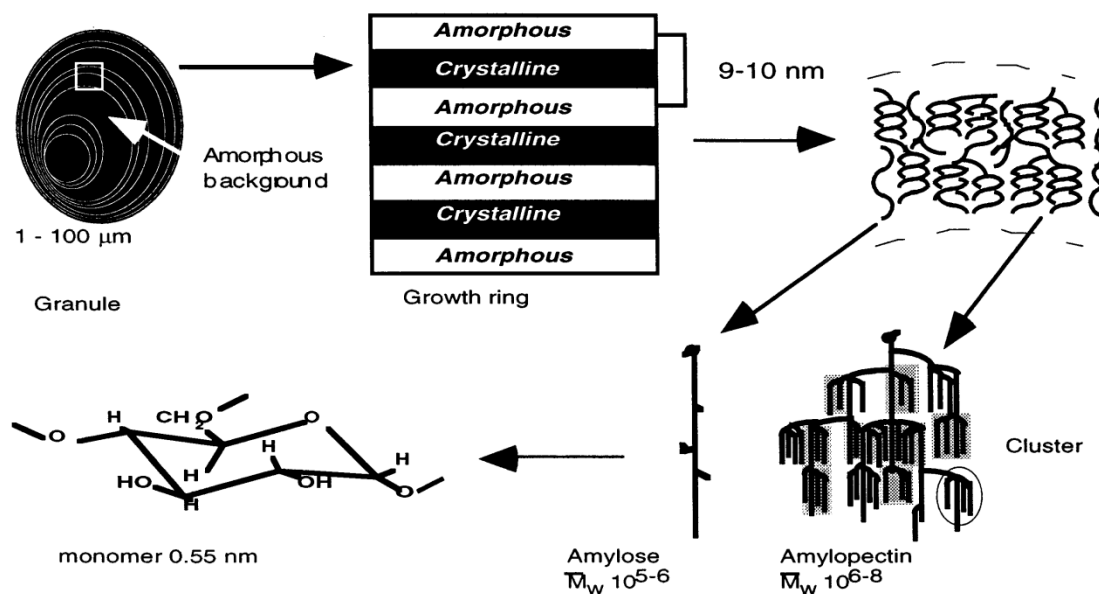 Amorphous
Crystalline
Amorphous
Crystalline
Amorphous
Crystalline
Amorphous
9-10 nm
Amorphous
background
1 - 100 µm
Granule
Growth ring
Cluster
O
H
CH2O
O
H
H
H
HO
H
OH
O
monomer 0.55 nm
Amylose
M̅w 10^5-6
Amylopectin
M̅w 10^6-8